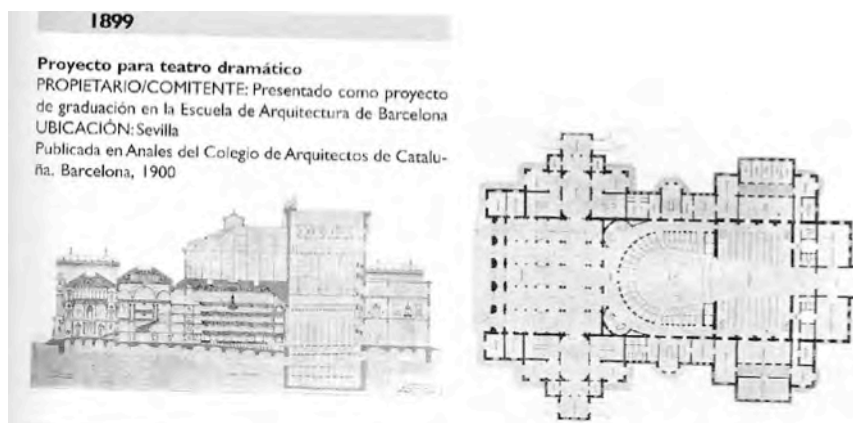 1899
Proyecto para teatro dramático
PROPIETARIO/COMITENTE: Presentado como proyecto
de graduación en la Escuela de Arquitectura de Barcelona
UBICACIÓN: Sevilla
Publicada en Anales del Colegio de Arquitectos de Catalu-
ña. Barcelona, 1900